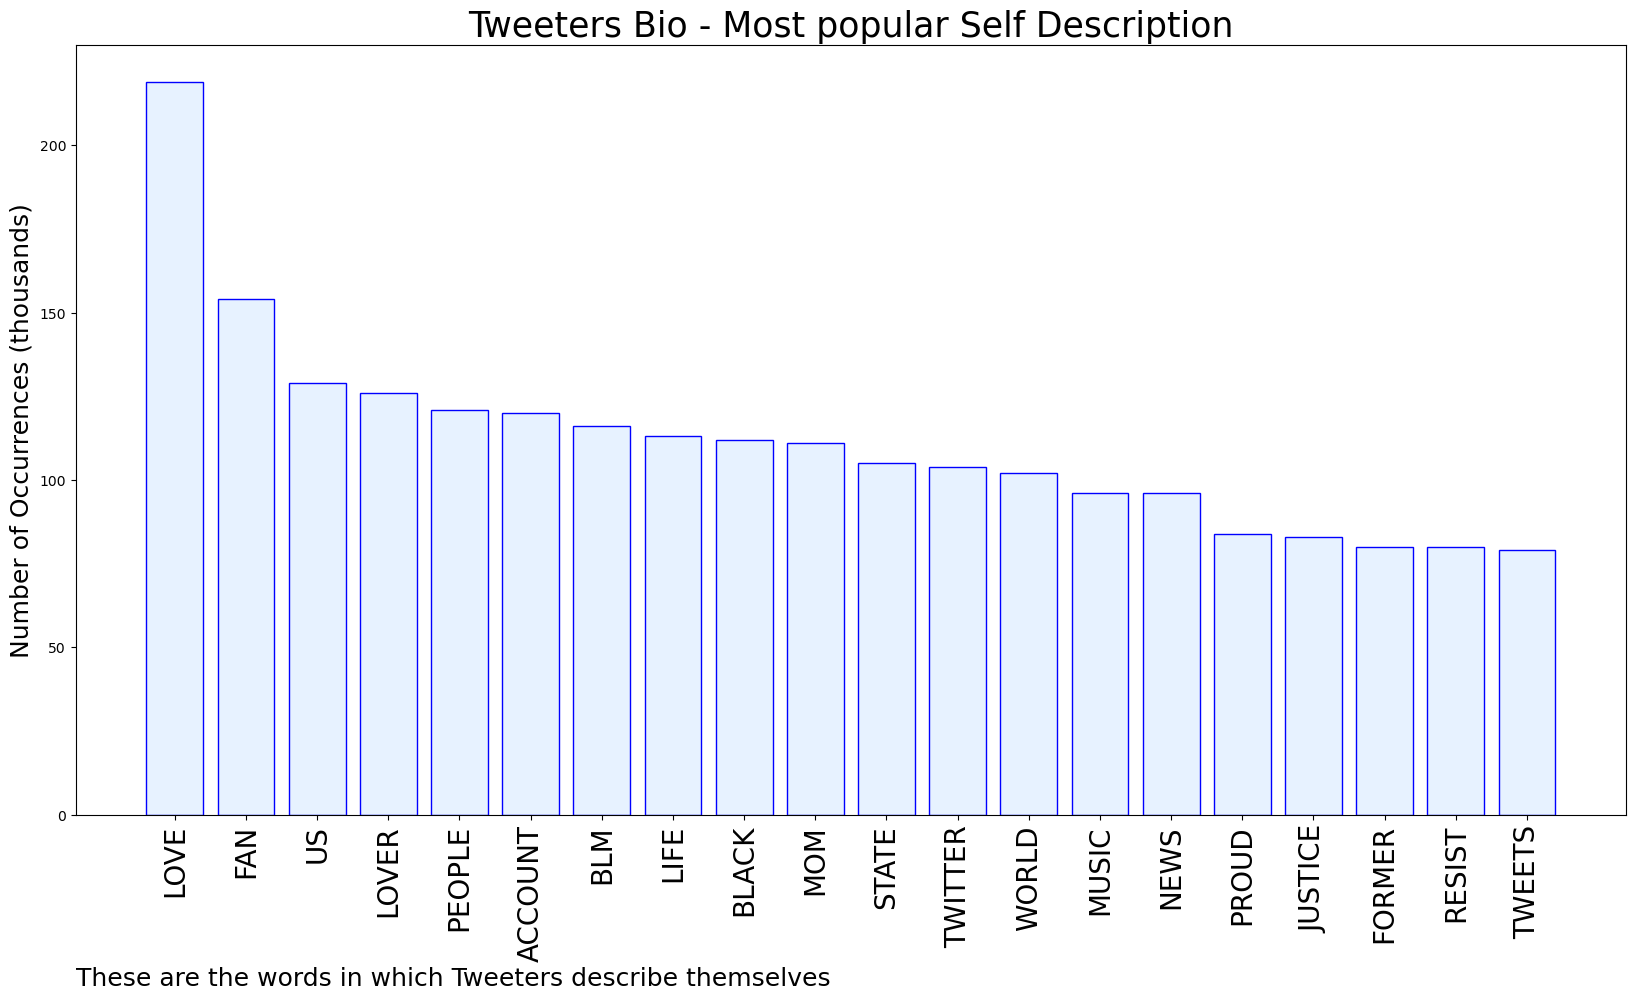 Tweeters Bio - Most popular Self Description
Number of Occurrences (thousands)
200
150
100
50
0
LOVE
FAN
US
LOVER
PEOPLE
ACCOUNT
BLM
LIFE
BLACK
MOM
STATE
TWITTER
WORLD
MUSIC
NEWS
PROUD
JUSTICE
FORMER
RESIST
TWEETS
These are the words in which Tweeters describe themselves